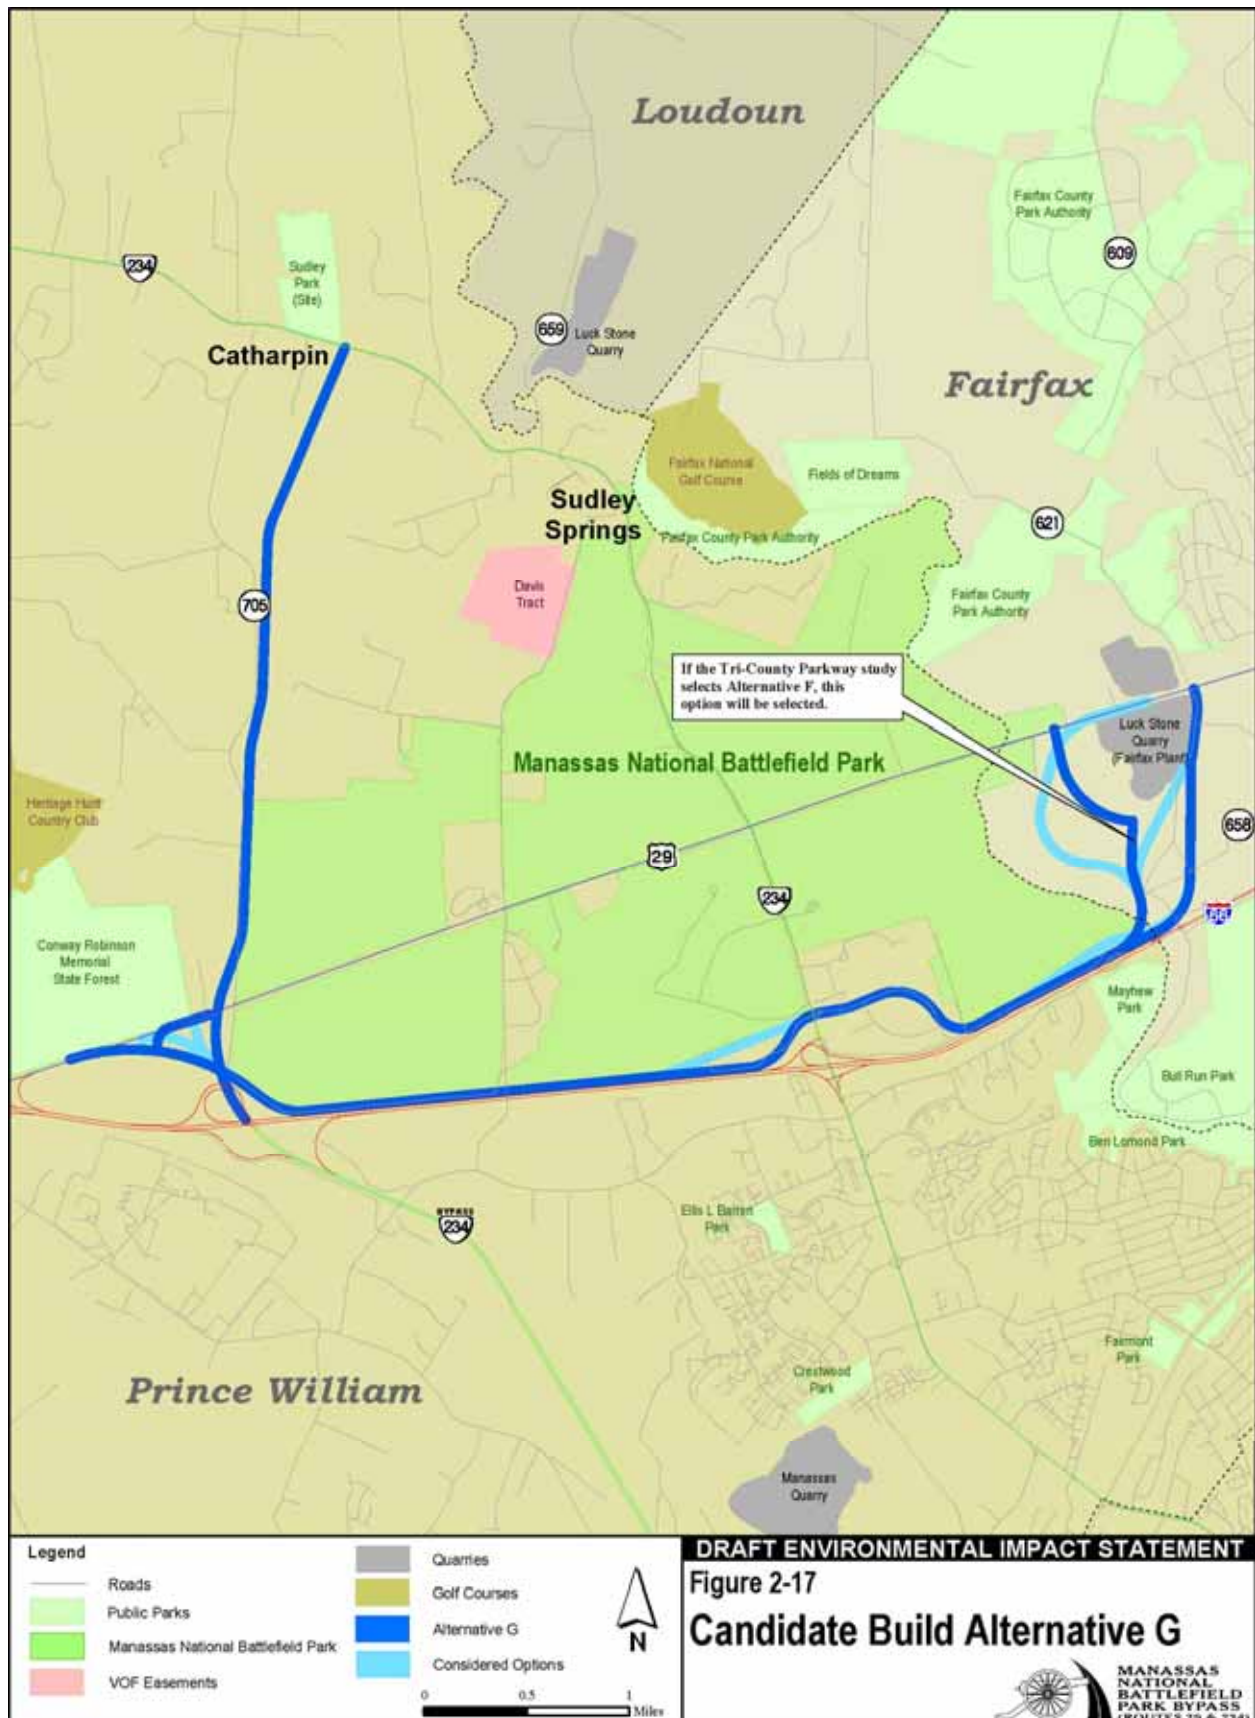 Loudoun
Fairfax County
Park Authority
609
234
Sudley
Park
(Site)
659
Luck Stone
Quarry
Catharpin
Fairfax
Fairfax National
Golf Course
Fields of Dreams
Sudley
Springs
Fairfax County Park Authority
621
Davis
Tract
Fairfax County
Park Authority
705
If the Tri-County Parkway study
selects Alternative F, this
option will be selected.
Luck Stone
Quarry
(Fairfax Plant)
Manassas National Battlefield Park
Heritage Hunt
Country Club
658
29
234
66
Conway Robinson
Memorial
State Forest
Mayhew
Park
Bull Run Park
Ben Lomond Park
BYPASS
234
Ellis L Barron
Park
Fairmont
Park
Crestwood
Park
Prince William
Manassas
Quarry
Legend
Roads
Public Parks
Manassas National Battlefield Park
VOF Easements
Quarries
Golf Courses
Alternative G
Considered Options
N
0 0.5 1
Miles
DRAFT ENVIRONMENTAL IMPACT STATEMENT
Figure 2-17
Candidate Build Alternative G
MANASSAS
NATIONAL
BATTLEFIELD
PARK BYPASS
(ROUTES 29 & 234)